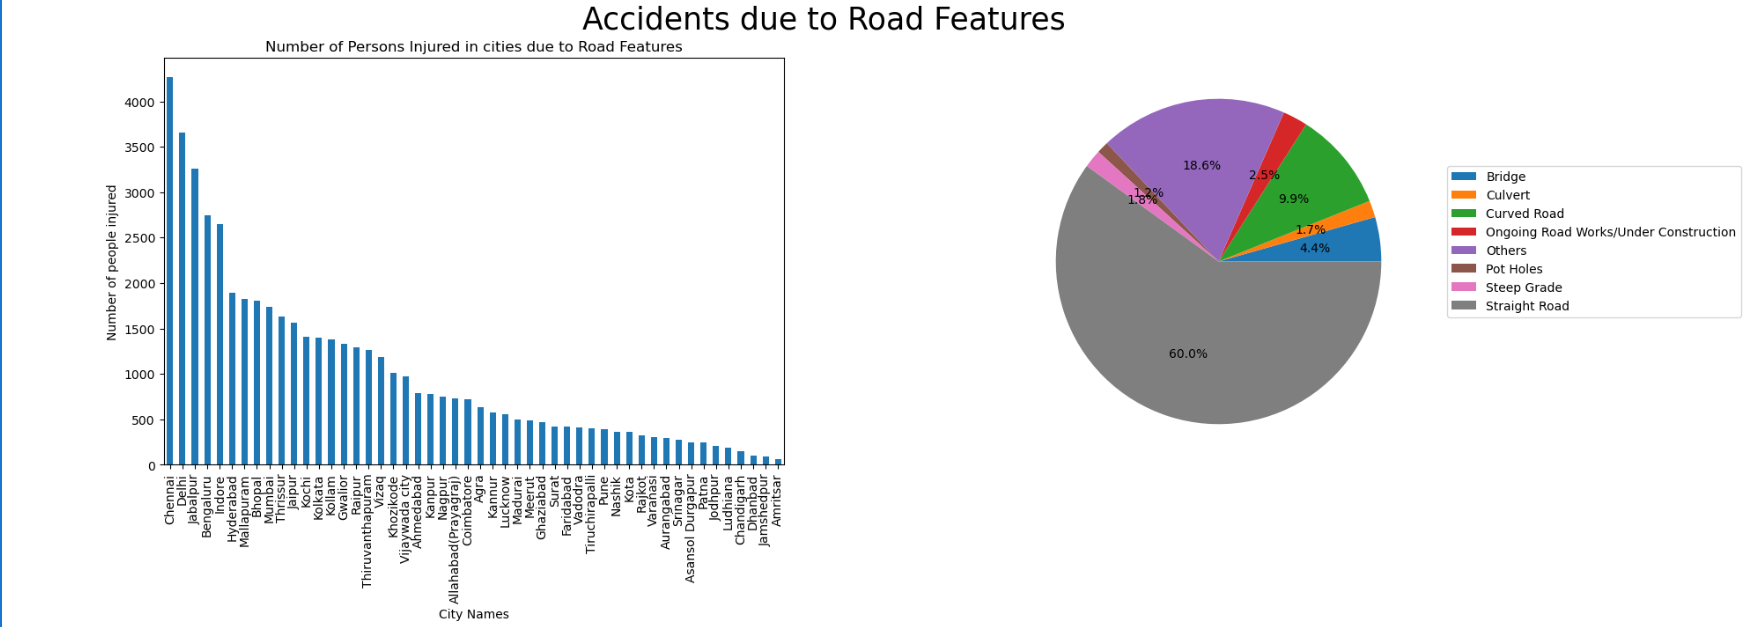 Accidents due to Road Features
Number of Persons Injured in cities due to Road Features
Number of people injured
4000
3500
3000
2500
2000
1500
1000
500
0
Chennai
Delhi
Jabalpur
Bengaluru
Indore
Hyderabad
Mallapuram
Bhopal
Mumbai
Thrissur
Jaipur
Kochi
Kolkata
Kollam
Gwalior
Raipur
Thiruvanthapuram
Vizaq
Khozikode
Vijaywada city
Ahmedabad
Kanpur
Nagpur
Allahabad(Prayagraj)
Coimbatore
Agra
Kannur
Lucknow
Madurai
Meerut
Ghaziabad
Surat
Faridabad
Vadodra
Tiruchirapalli
Pune
Nashik
Kota
Rajkot
Varanasi
Aurangabad
Srinagar
Asansol Durgapur
Patna
Jodhpur
Ludhiana
Chandigarh
Dhanbad
Jamshedpur
Amritsar
City Names
18.6%
2.5%
1.2%
1.8%
9.9%
1.7%
4.4%
60.0%
Bridge
Culvert
Curved Road
Ongoing Road Works/Under Construction
Others
Pot Holes
Steep Grade
Straight Road